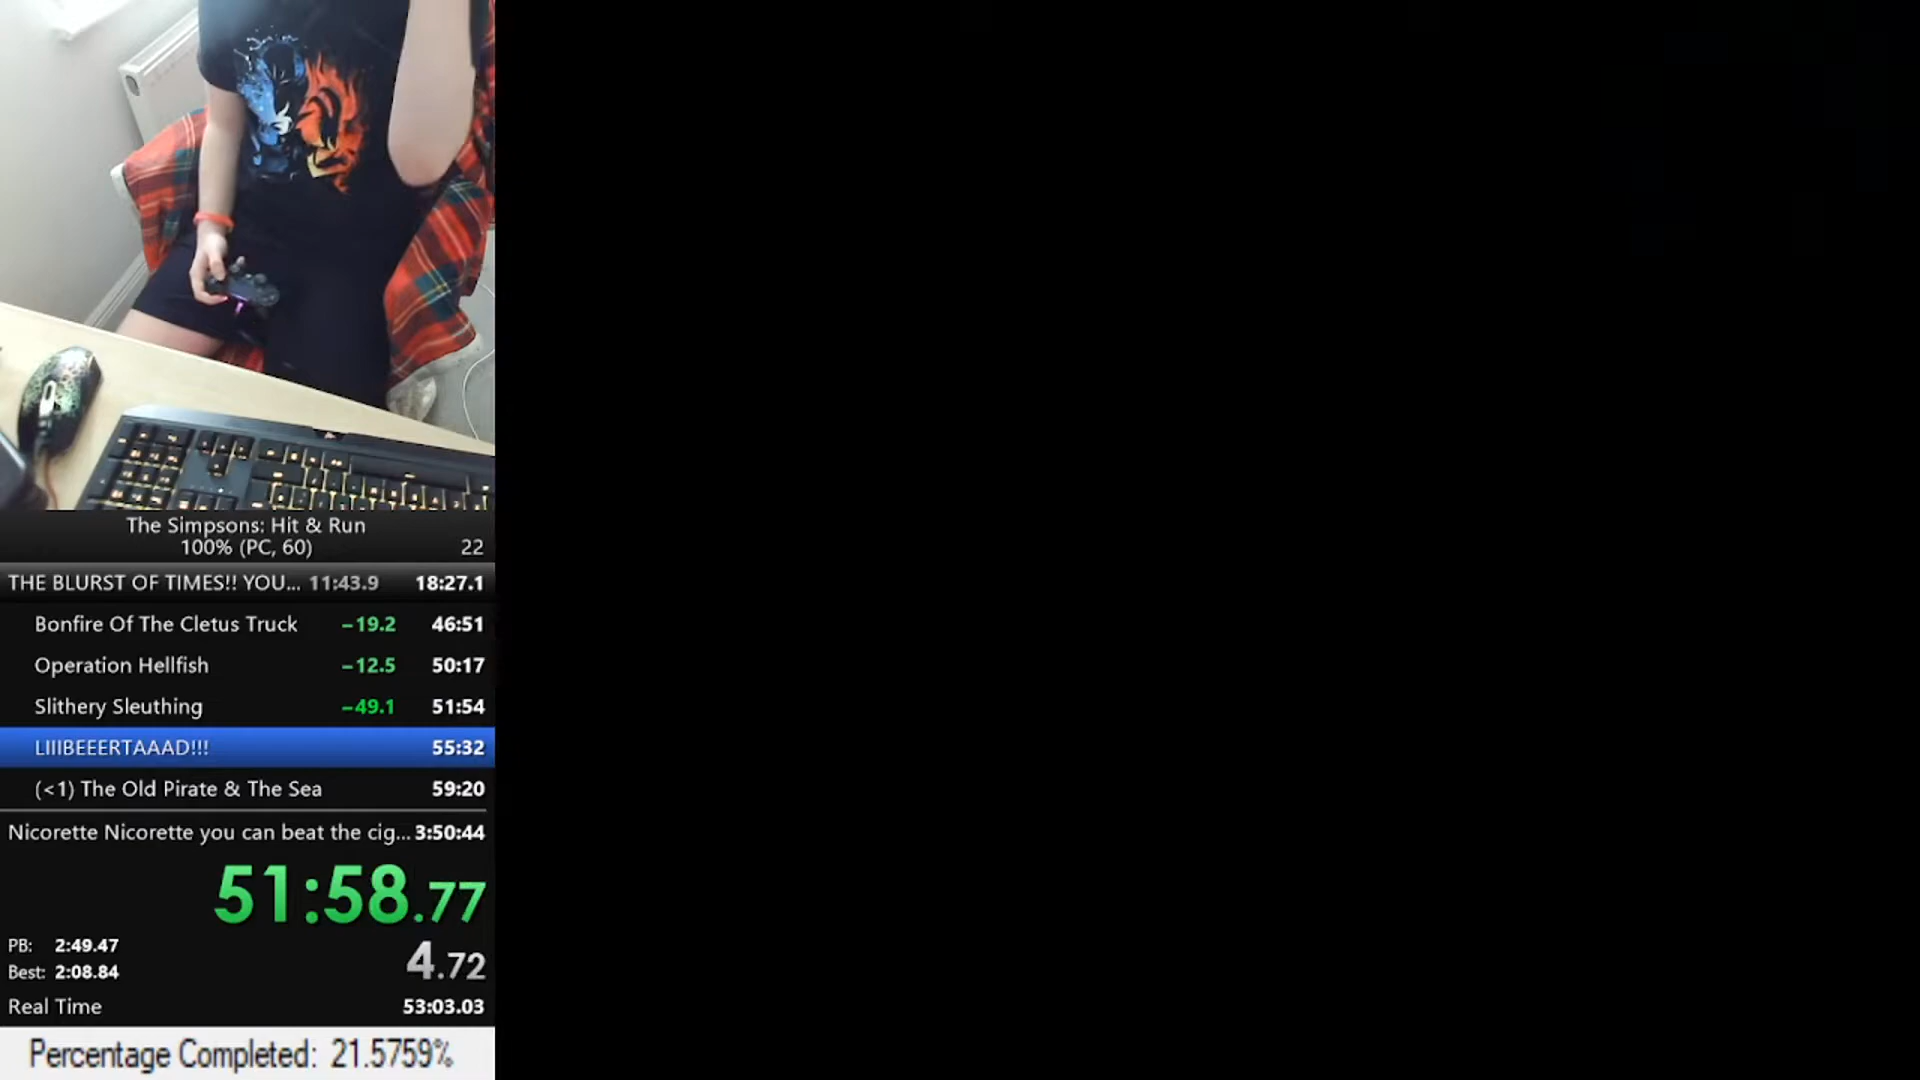 The Simpsons: Hit & Run
100% (PC, 60) 22
THE BLURST OF TIMES!! YOU... 11:43.9 18:27.1
Bonfire Of The Cletus Truck −19.2 46:51
Operation Hellfish −12.5 50:17
Slithery Sleuthing −49.1 51:54
LIIIBEEERTAAAD!!! 55:32
(<1) The Old Pirate & The Sea 59:20
Nicorette Nicorette you can beat the cig... 3:50:44
51:58.77
PB: 2:49.47
4.72
Best: 2:08.84
Real Time 53:03.03
Percentage Completed: 21.5759%